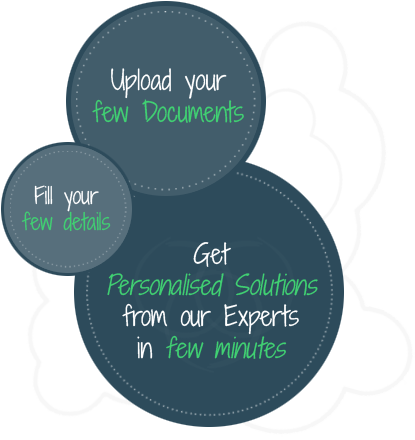 Upload your
few Documents
Fill your
few details
Get
Personalised Solutions
from our Experts
in few minutes